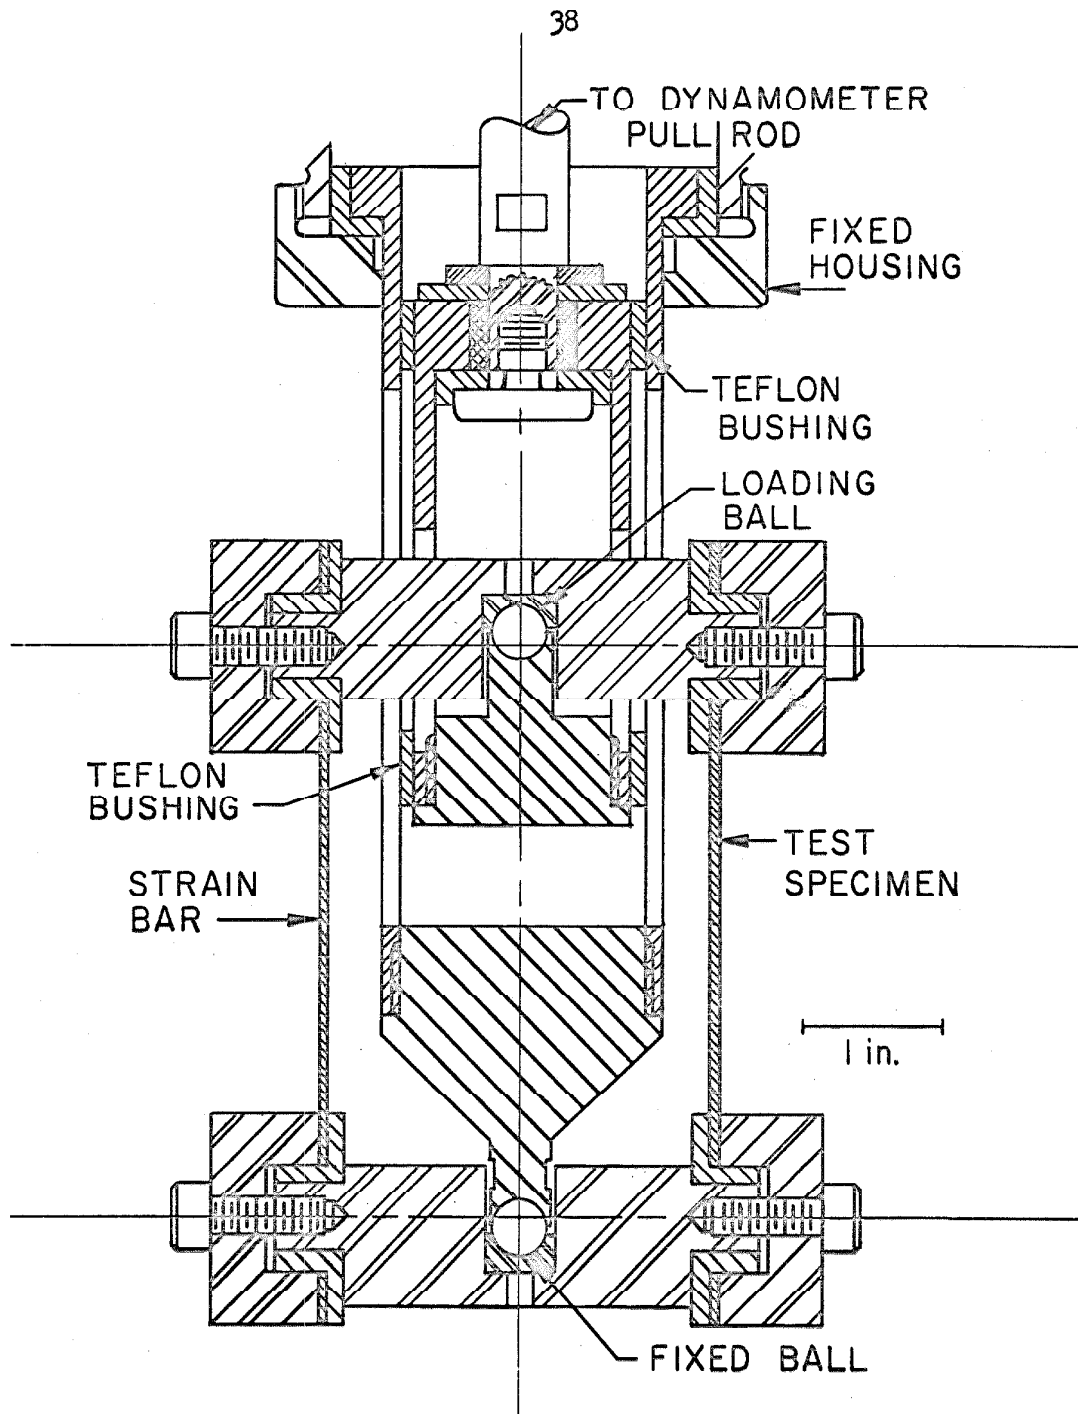 38
TO DYNAMOMETER
PULL ROD
FIXED
HOUSING
TEFLON
BUSHING
LOADING
BALL
TEFLON
BUSHING
STRAIN
BAR
TEST
SPECIMEN
1 in.
FIXED BALL